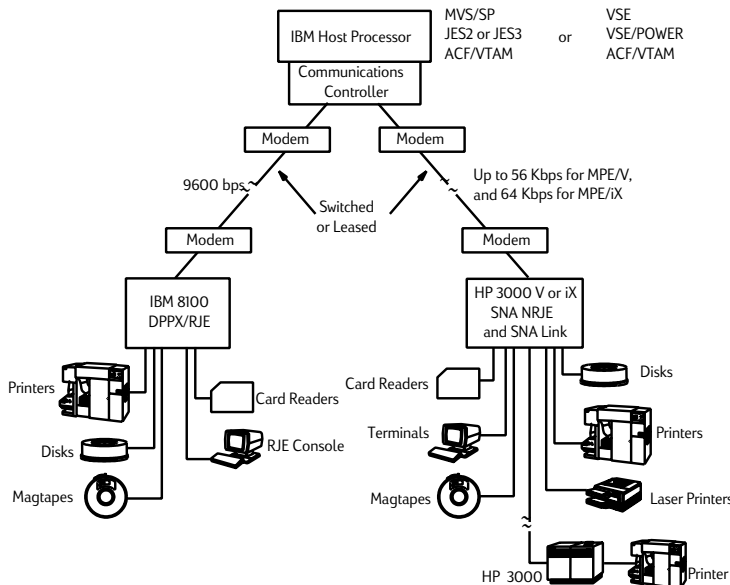 IBM Host Processor
MVS/SP
JES2 or JES3
ACF/VTAM
or
VSE
VSE/POWER
ACF/VTAM
Communications
Controller
Modem
Modem
9600 bps
Up to 56 Kbps for MPE/V,
and 64 Kbps for MPE/iX
Switched
or Leased
Modem
Modem
IBM 8100
DPPX/RJE
HP 3000 V or iX
SNA NRJE
and SNA Link
Printers
Card Readers
Disks
RJE Console
Magtapes
Card Readers
Disks
Terminals
Printers
Magtapes
Laser Printers
HP 3000
Printer